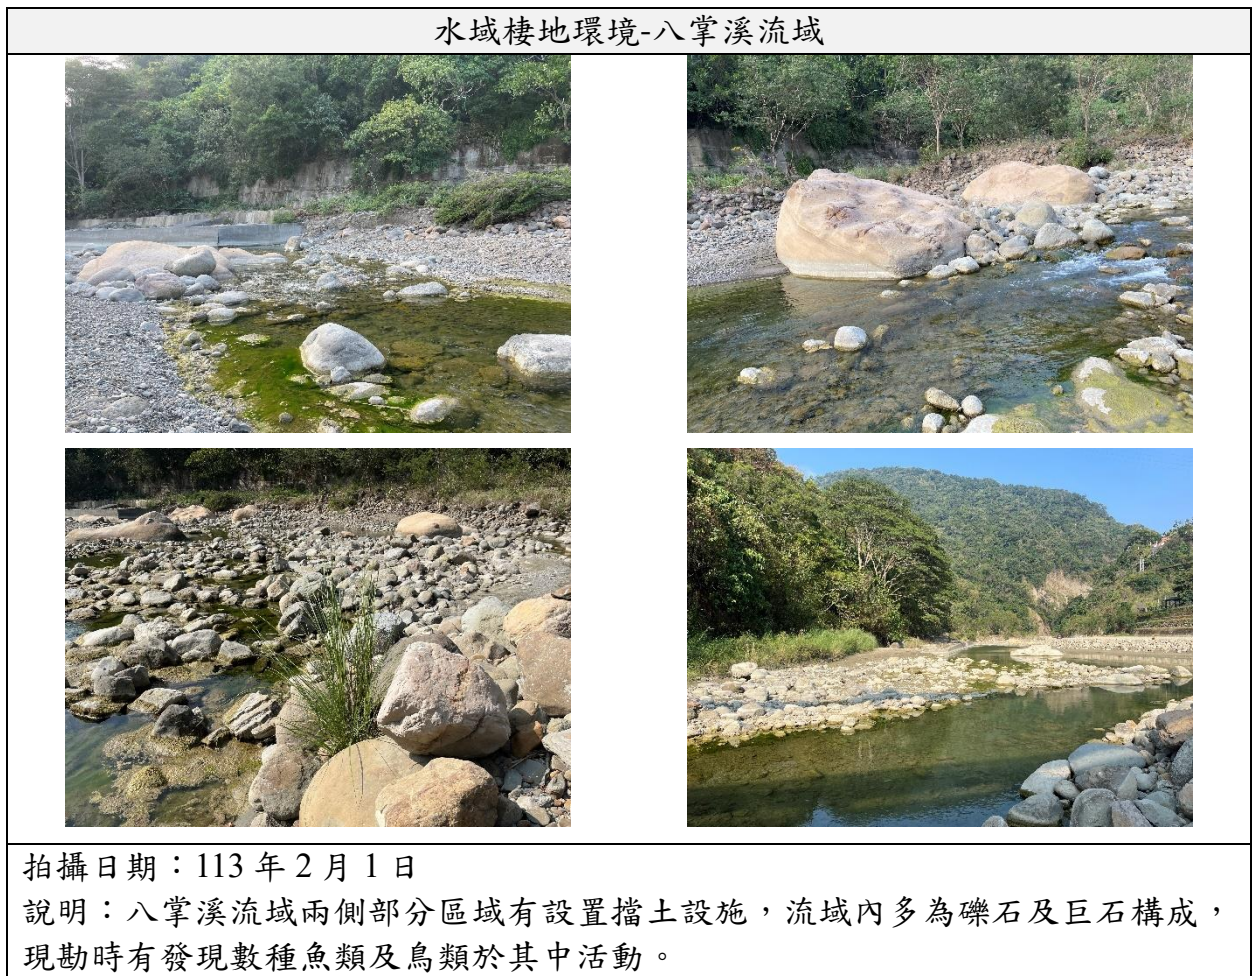 水域棲地環境-八掌溪流域
拍攝日期：113 年 2 月 1 日
說明：八掌溪流域兩側部分區域有設置擋土設施，流域內多為礫石及巨石構成，
現勘時有發現數種魚類及鳥類於其中活動。